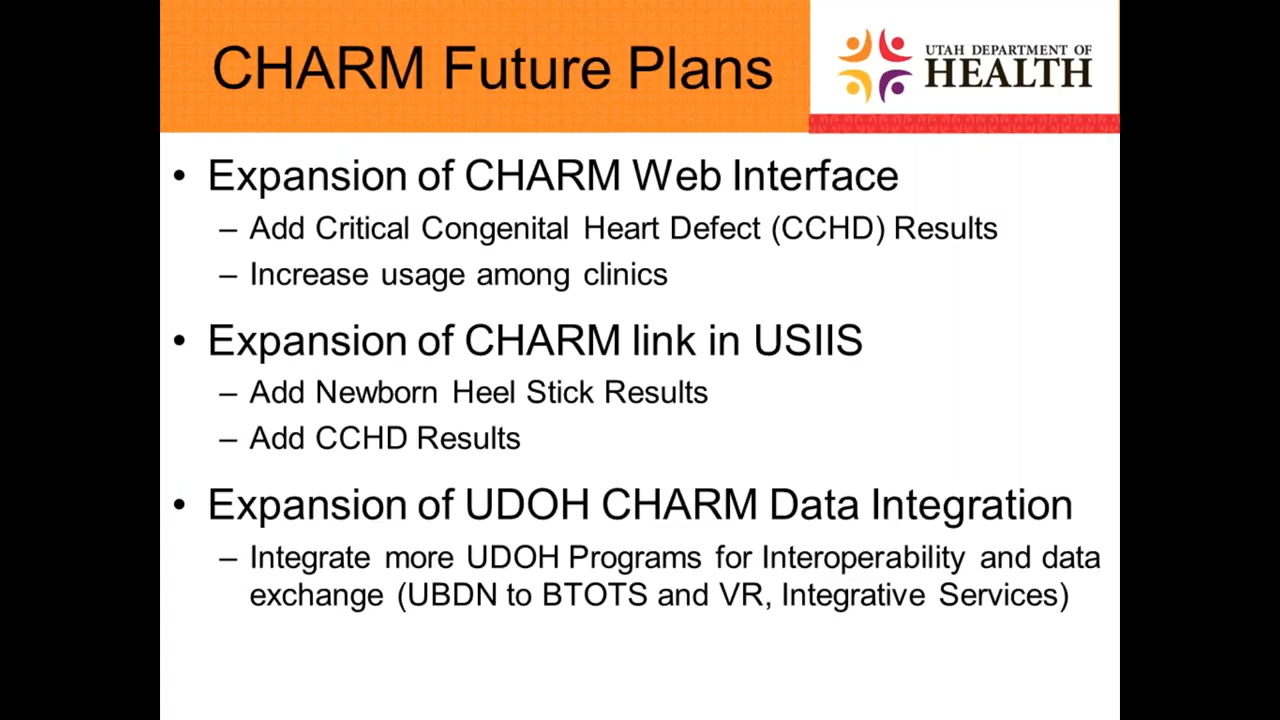 CHARM Future Plans
UTAH DEPARTMENT OF
HEALTH
• Expansion of CHARM Web Interface
– Add Critical Congenital Heart Defect (CCHD) Results
– Increase usage among clinics
• Expansion of CHARM link in USIIS
– Add Newborn Heel Stick Results
– Add CCHD Results
• Expansion of UDOH CHARM Data Integration
– Integrate more UDOH Programs for Interoperability and data
exchange (UBDN to BTOTS and VR, Integrative Services)